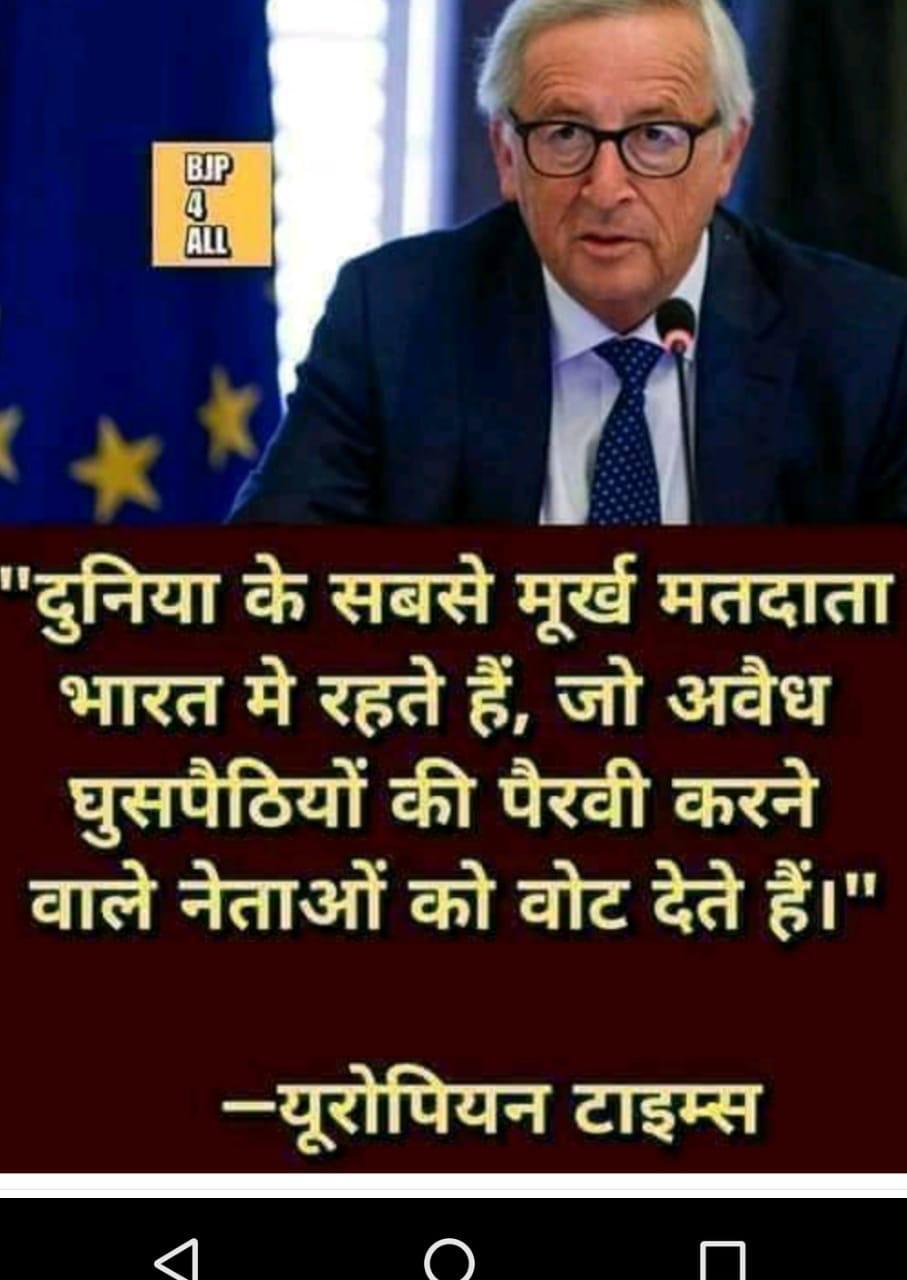 BJP
4
ALL
"दुनिया के सबसे मूर्ख मतदाता
भारत मे रहते हैं, जो अवैध
घुसपैठियों की पैरवी करने
वाले नेताओं को वोट देते हैं।"
–यूरोपियन टाइम्स